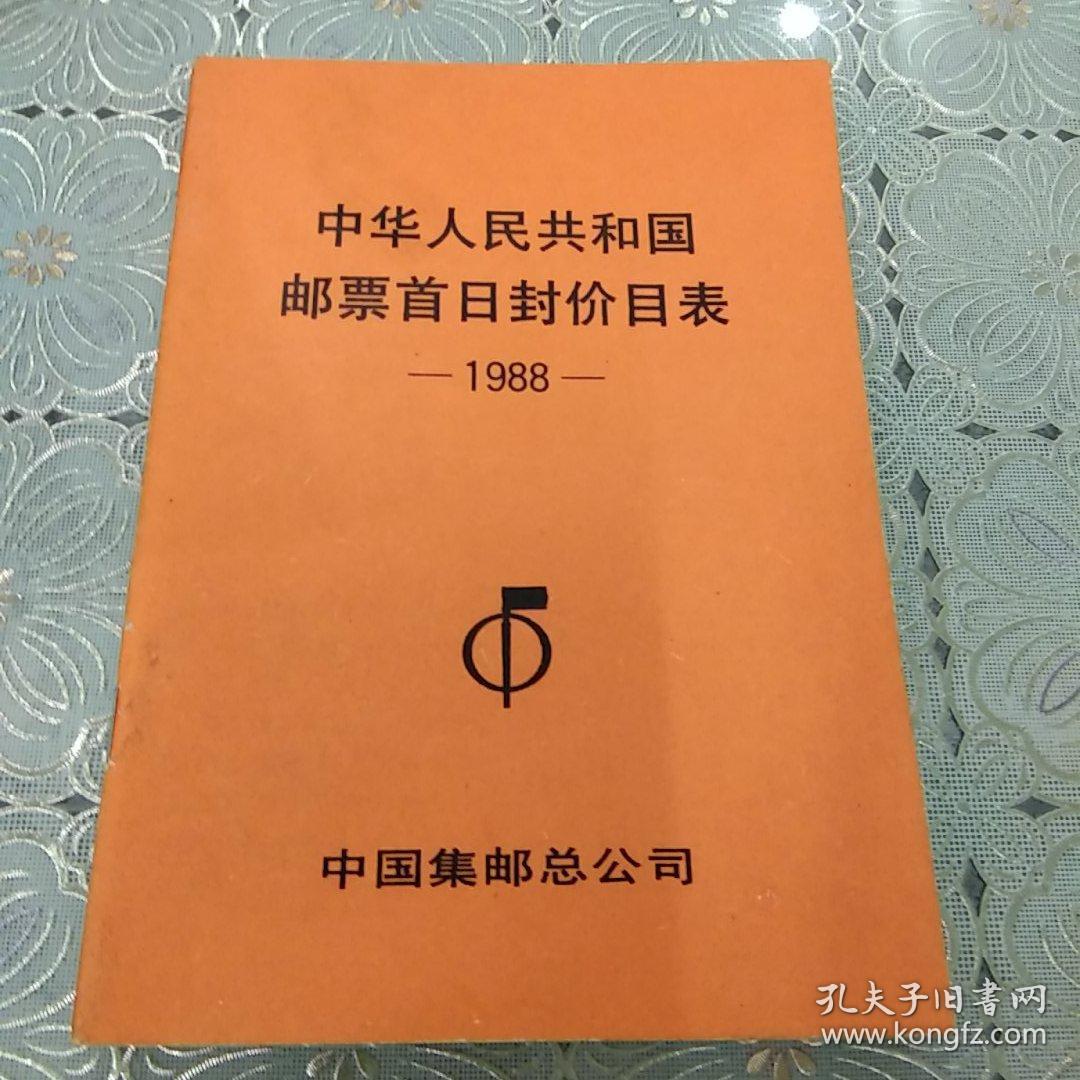 中华人民共和国
邮票首日封价目表
—1988—
中国集邮总公司
孔夫子旧書网
www.kongfz.com